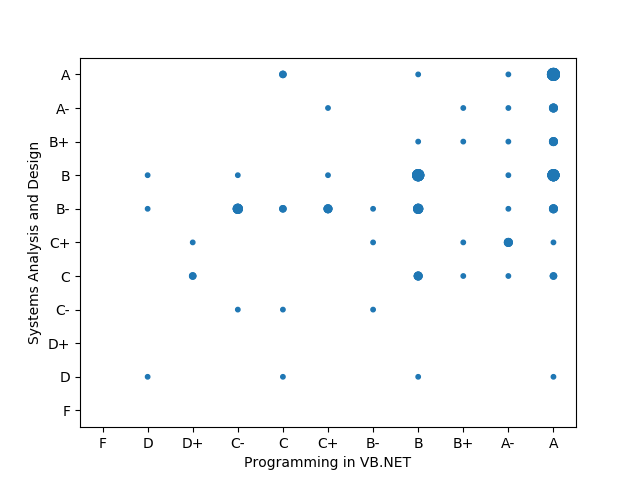 Systems Analysis and Design
A
A-
B+
B
B-
C+
C
C-
D+
D
F
F D D+ C- C C+ B- B B+ A- A
Programming in VB.NET